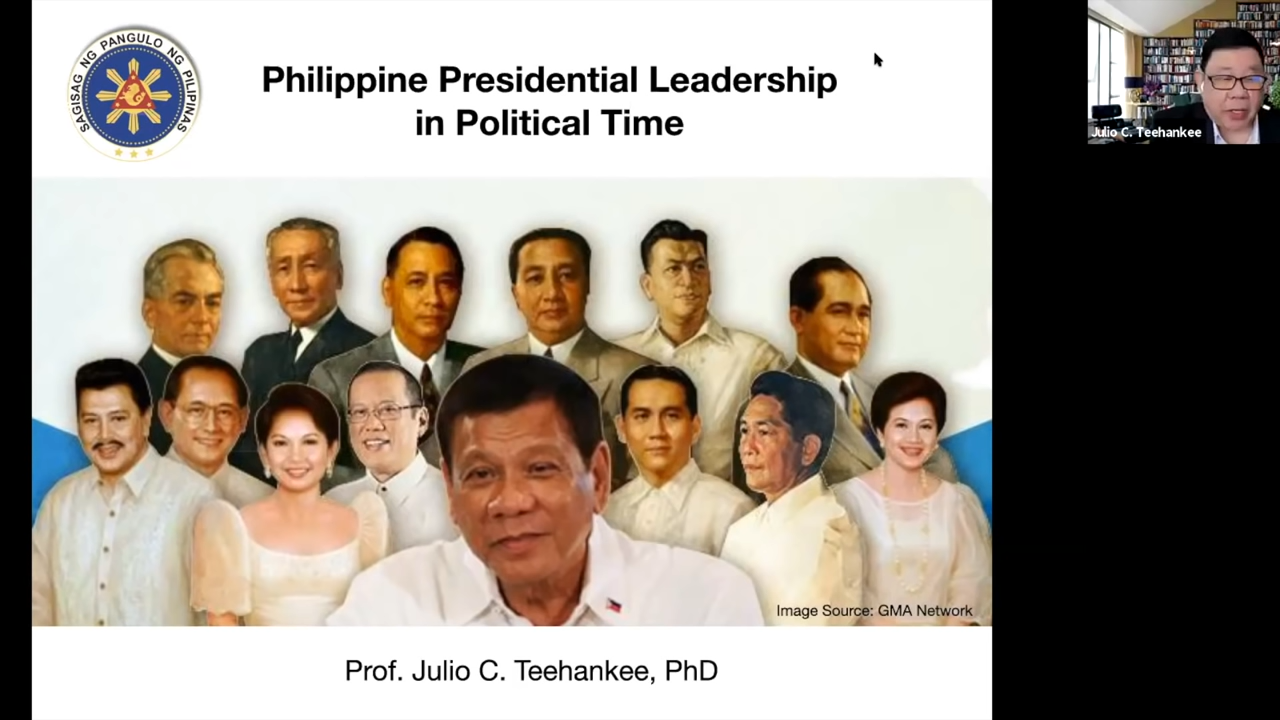 SAGISAG NG PANGULO NG PILIPINAS
Philippine Presidential Leadership
in Political Time
Julio C. Teehankee
Image Source: GMA Network
Prof. Julio C. Teehankee, PhD